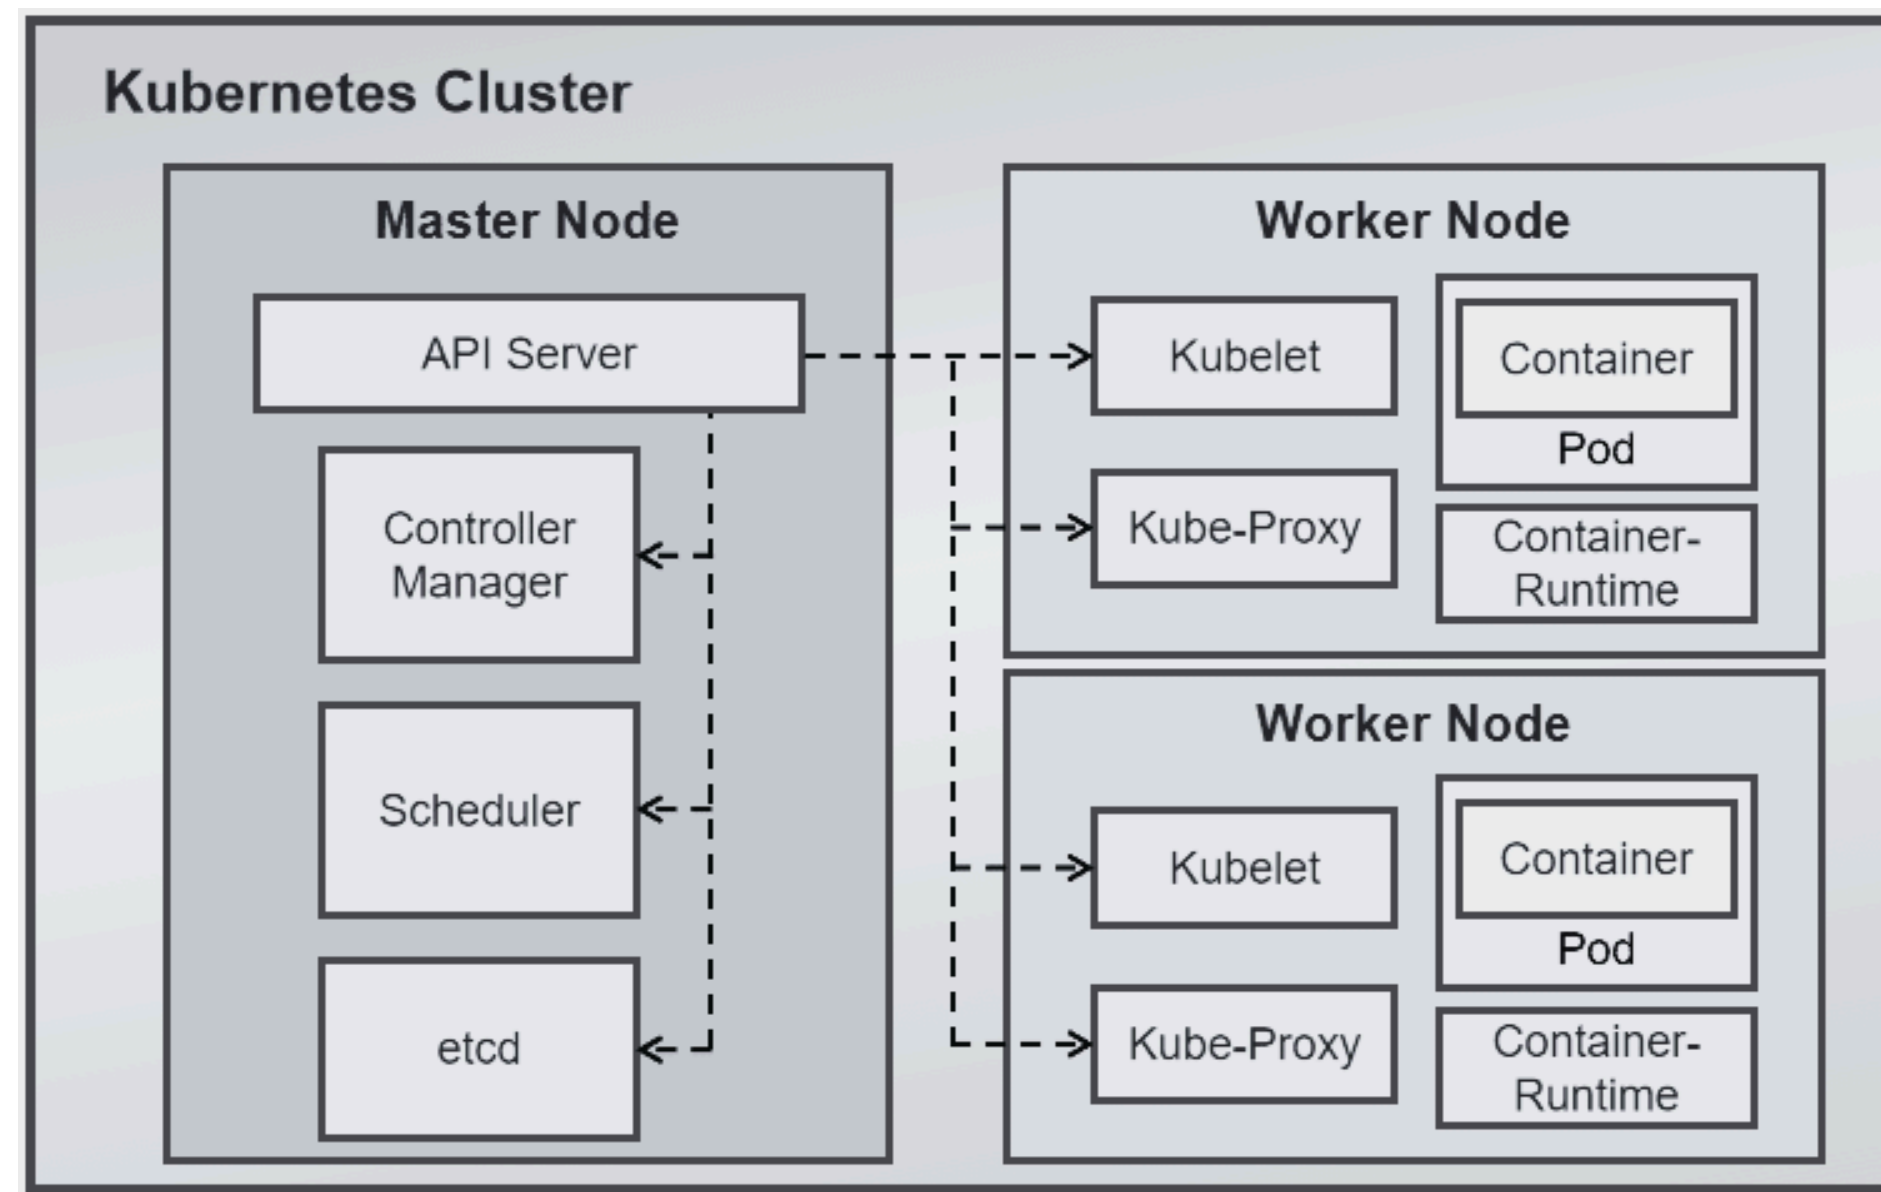 Kubernetes Cluster
Master Node
API Server
Controller
Manager
Scheduler
etcd
Worker Node
Kubelet
Kube-Proxy
Container
Pod
Container-
Runtime
Worker Node
Kubelet
Kube-Proxy
Container
Pod
Container-
Runtime